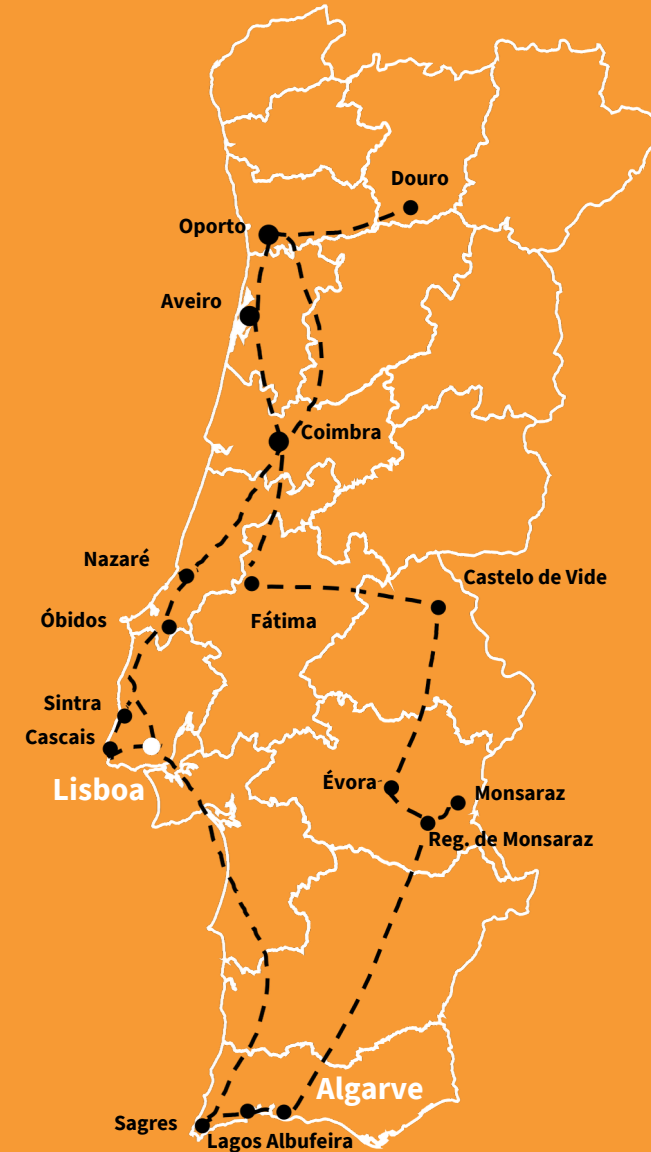 Douro
Oporto
Aveiro
Coimbra
Nazaré
Castelo de Vide
Óbidos
Fátima
Sintra
Cascais
Lisboa
Évora
Monsaraz
Reg. de Monsaraz
Algarve
Sagres
Lagos Albufeira